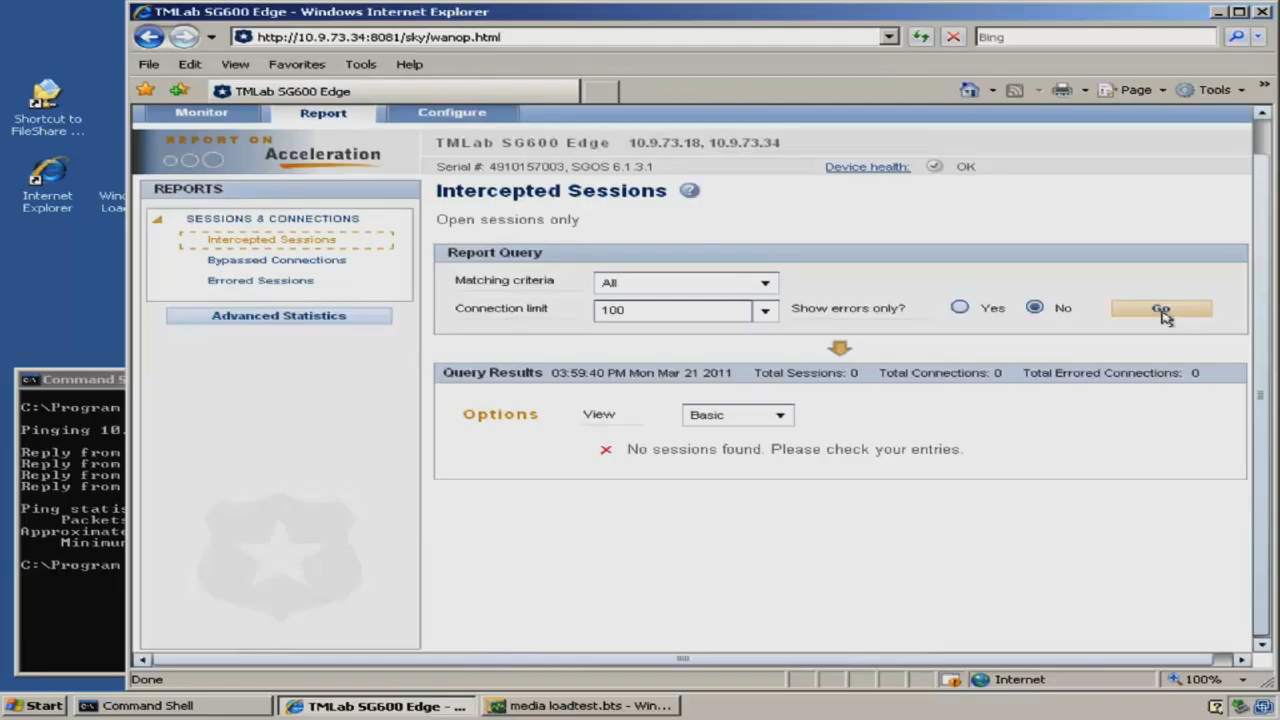 TMLab SG600 Edge - Windows Internet Explorer
http://10.9.73.34:8081/sky/wanop.html
Bing
File Edit View Favorites Tools Help
TMLab SG600 Edge
Page Tools
Monitor Report Configure
REPORT ON
Acceleration
TMLab SG600 Edge 10.9.73.18, 10.9.73.34
Serial #: 4910157003, SGOS 6.1.3.1
Device health: OK
REPORTS
SESSIONS & CONNECTIONS
Intercepted Sessions
Bypassed Connections
Errored Sessions
Advanced Statistics
Intercepted Sessions
Open sessions only
Report Query
Matching criteria All
Connection limit 100 Show errors only? Yes No Go
Query Results 03:59:40 PM Mon Mar 21 2011 Total Sessions: 0 Total Connections: 0 Total Errored Connections: 0
Options View Basic
No sessions found. Please check your entries.
Shortcut to
FileShare ...
Internet
Explorer
Command S
C:\Program
Pinging 10.
Reply from
Reply from
Reply from
Reply from
Ping statis
Packets
Approximate
Minimum
C:\Program
Done
Internet
100%
Start
Command Shell
TMLab SG600 Edge - ...
media loadtest.bts - Win...